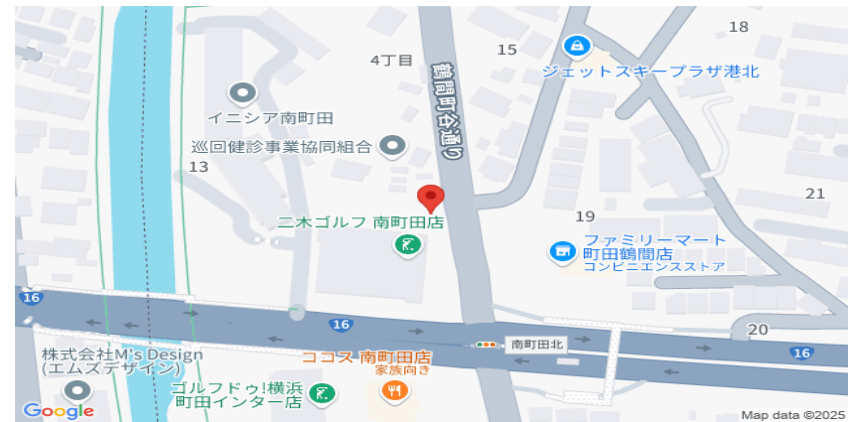 18
15
4丁目
ジェットスキープラザ港北
鶴間町谷通り
イニシア南町田
巡回健診事業協同組合
13
21
19
二木ゴルフ 南町田店
ファミリーマート
町田鶴間店
コンビニエンスストア
16
16
南町田北
20
16
株式会社M's Design
(エムズデザイン)
ココス 南町田店
家族向き
ゴルフドゥ!横浜
町田インター店
Google
Map data ©2025